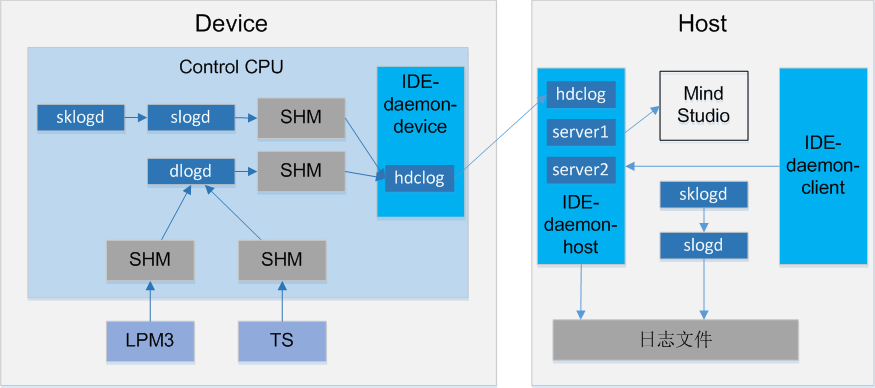 Device
Control CPU
sklogd
slogd
SHM
dlogd
SHM
IDE-
daemon-
device
hdclog
SHM
SHM
LPM3
TS
Host
hdclog
server1
server2
IDE-
daemon-
host
Mind
Studio
IDE-
daemon-
client
sklogd
slogd
日志文件